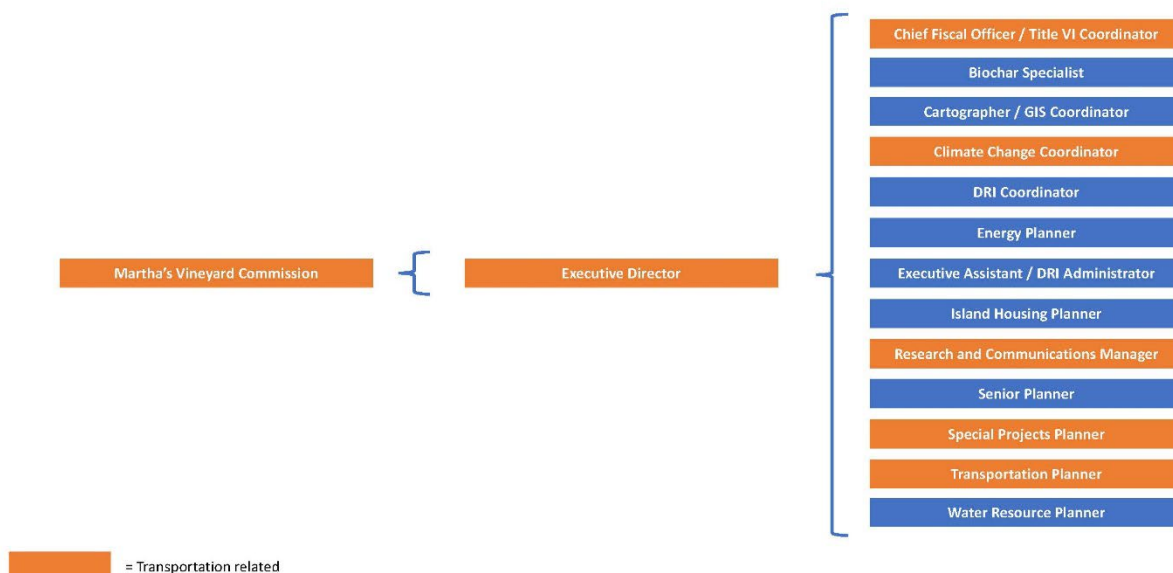 Martha’s Vineyard Commission
Executive Director
Chief Fiscal Officer / Title VI Coordinator
Biochar Specialist
Cartographer / GIS Coordinator
Climate Change Coordinator
DRI Coordinator
Energy Planner
Executive Assistant / DRI Administrator
Island Housing Planner
Research and Communications Manager
Senior Planner
Special Projects Planner
Transportation Planner
Water Resource Planner
= Transportation related